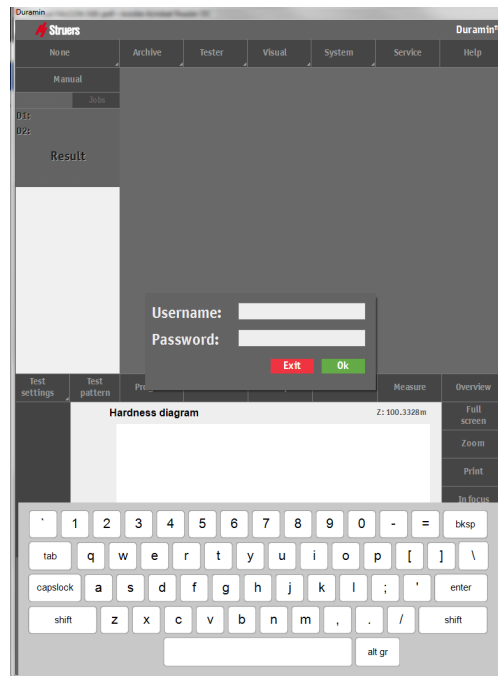 Duramin
Struers Duramin
None Archive Tester Visual System Service Help
Manual
Jobs
D1:
D2:
Result
Username:
Password:
Exit Ok
Test settings Test pattern Measure Overview
Hardness diagram Z: 100.3328m Full screen
Zoom
Print
In focus
` 1 2 3 4 5 6 7 8 9 0 - = bksp
tab q w e r t y u i o p [ ] \
capslock a s d f g h j k l ; ' enter
shift z x c v b n m , . / shift
alt gr